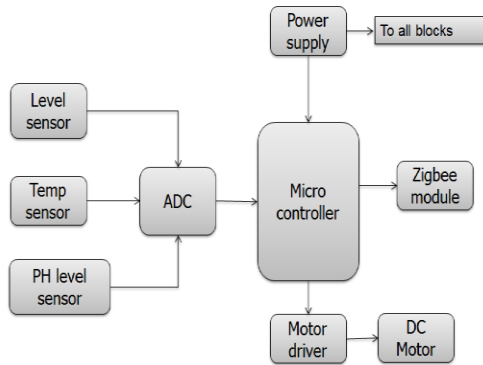 Power
supply
To all blocks
Level
sensor
Temp
sensor
PH level
sensor
ADC
Micro
controller
Zigbee
module
Motor
driver
DC
Motor